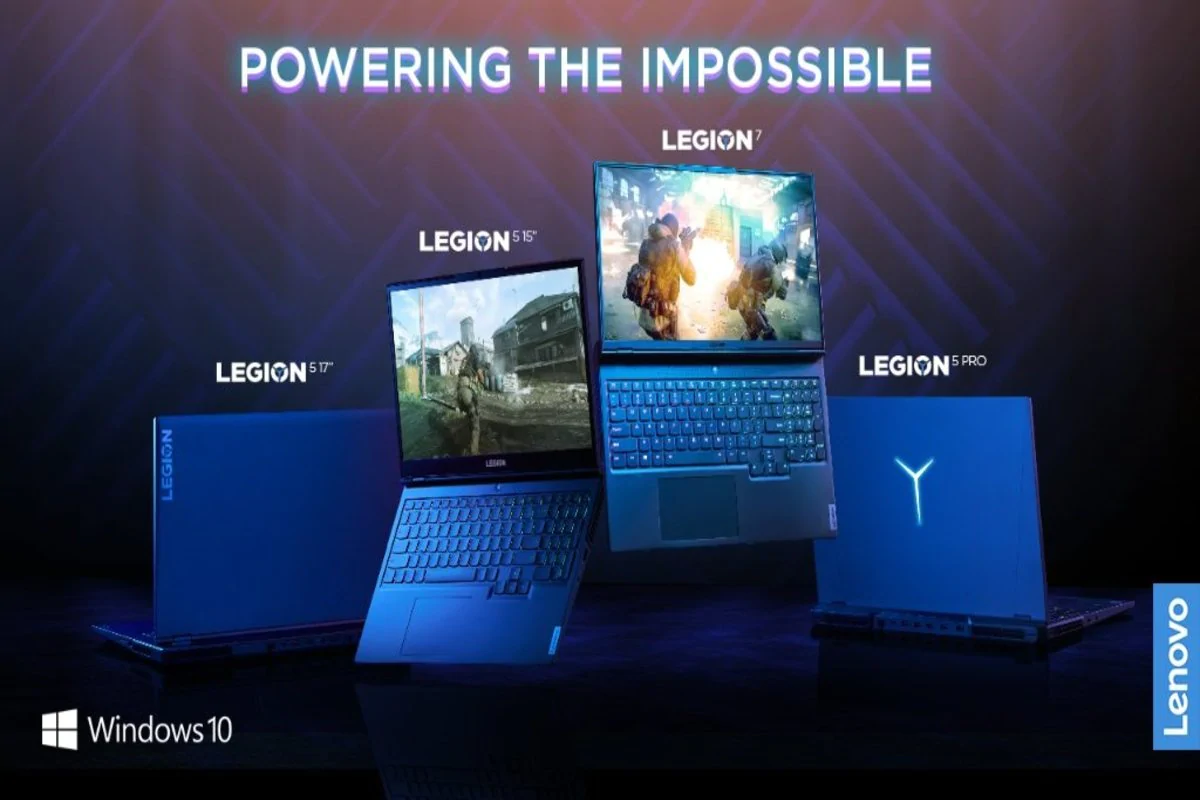 POWERING THE IMPOSSIBLE
LEGION 7
LEGION 5 15"
LEGION 5 17"
LEGION 5 PRO
LEGION
LEGION
Lenovo
Windows 10